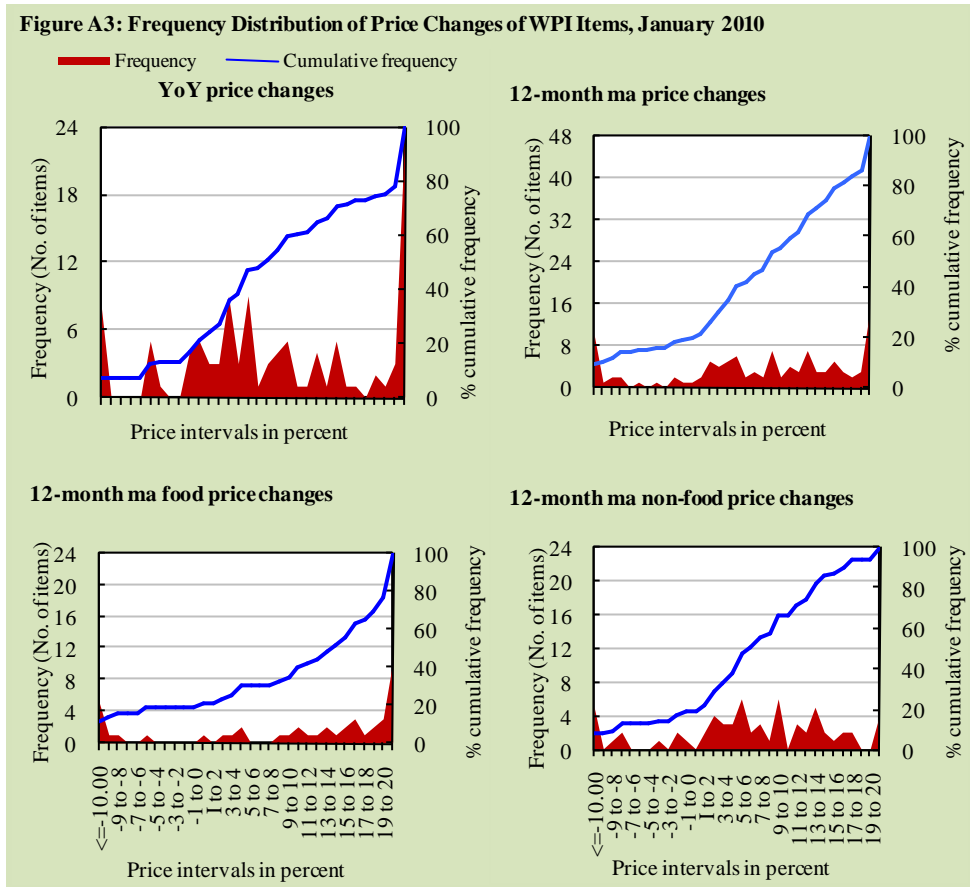 Figure A3: Frequency Distribution of Price Changes of WPI Items, January 2010
Frequency
Cumulative frequency
YoY price changes
24
18
12
6
0
100
80
60
40
20
0
Frequency (No. of items)
% cumulative frequency
Price intervals in percent
12-month ma price changes
48
40
32
24
16
8
0
100
80
60
40
20
0
Frequency (No. of items)
% cumulative frequency
Price intervals in percent
12-month ma food price changes
24
20
16
12
8
4
0
100
80
60
40
20
0
Frequency (No. of items)
% cumulative frequency
<=-10.00
-9 to -8
-7 to -6
-5 to -4
-3 to -2
-1 to 0
1 to 2
3 to 4
5 to 6
7 to 8
9 to 10
11 to 12
13 to 14
15 to 16
17 to 18
19 to 20
Price intervals in percent
12-month ma non-food price changes
24
20
16
12
8
4
0
100
80
60
40
20
0
Frequency (No. of items)
% cumulative frequency
<=-10.00
-9 to -8
-7 to -6
-5 to -4
-3 to -2
-1 to 0
1 to 2
3 to 4
5 to 6
7 to 8
9 to 10
11 to 12
13 to 14
15 to 16
17 to 18
19 to 20
Price intervals in percent